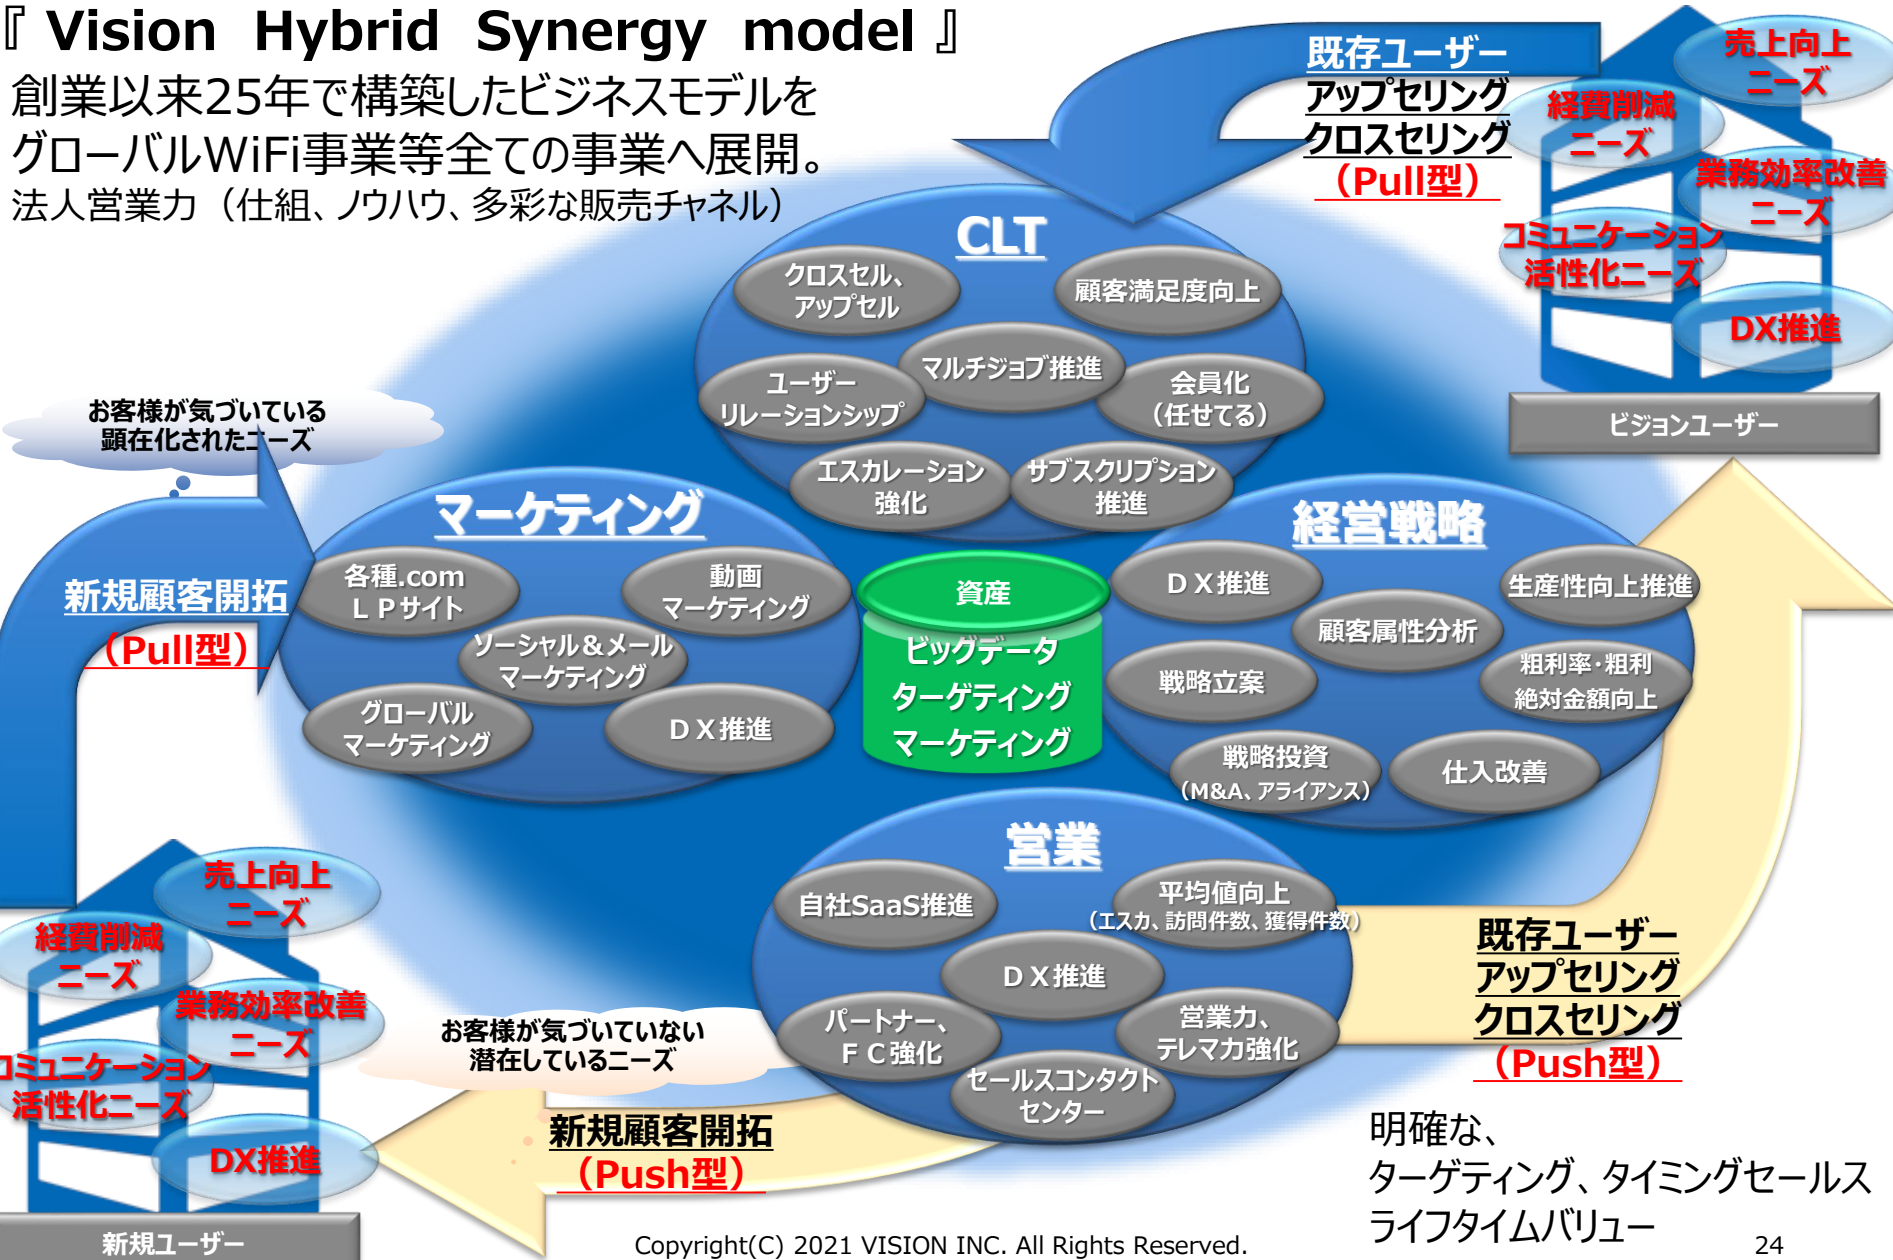 『 Vision Hybrid Synergy model 』
創業以来25年で構築したビジネスモデルを
グローバルWiFi事業等全ての事業へ展開。
法人営業力（仕組、ノウハウ、多彩な販売チャネル）
既存ユーザー
アップセリング
クロスセリング
（Pull型）
売上向上
ニーズ
経費削減
ニーズ
業務効率改善
ニーズ
コミュニケーション
活性化ニーズ
DX推進
ビジョンユーザー
CLT
クロスセル、
アップセル
顧客満足度向上
マルチジョブ推進
ユーザー
リレーションシップ
会員化
（任せてる）
エスカレーション
強化
サブスクリプション
推進
お客様が気づいている
顕在化されたニーズ
新規顧客開拓
（Pull型）
マーケティング
各種.com
ＬＰサイト
動画
マーケティング
ソーシャル＆メール
マーケティング
グローバル
マーケティング
ＤＸ推進
資産
ビッグデータ
ターゲティング
マーケティング
経営戦略
ＤＸ推進
生産性向上推進
顧客属性分析
戦略立案
粗利率・粗利
絶対金額向上
戦略投資
（M&A、アライアンス）
仕入改善
営業
自社SaaS推進
平均値向上
（エスカ、訪問件数、獲得件数）
ＤＸ推進
パートナー、
ＦＣ強化
営業力、
テレマ力強化
セールスコンタクト
センター
既存ユーザー
アップセリング
クロスセリング
（Push型）
売上向上
ニーズ
経費削減
ニーズ
業務効率改善
ニーズ
コミュニケーション
活性化ニーズ
DX推進
新規ユーザー
お客様が気づいていない
潜在しているニーズ
新規顧客開拓
（Push型）
明確な、
ターゲティング、タイミングセールス
ライフタイムバリュー
Copyright(C) 2021 VISION INC. All Rights Reserved.
24